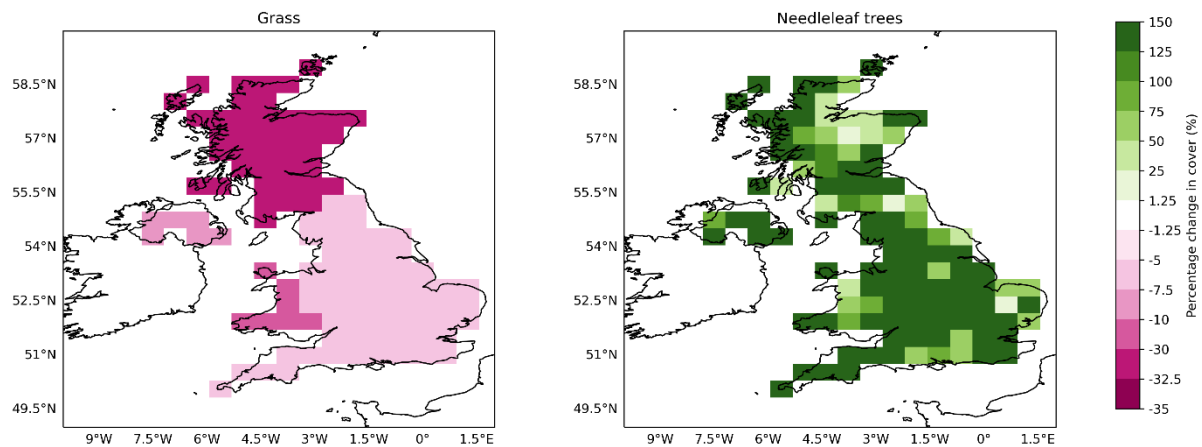 Grass
58.5°N
57°N
55.5°N
54°N
52.5°N
51°N
49.5°N
9°W 7.5°W 6°W 4.5°W 3°W 1.5°W 0° 1.5°E
Needleleaf trees
58.5°N
57°N
55.5°N
54°N
52.5°N
51°N
49.5°N
9°W 7.5°W 6°W 4.5°W 3°W 1.5°W 0° 1.5°E
150
125
100
75
50
25
1.25
-1.25
-5
-7.5
-10
-30
-32.5
-35
Percentage change in cover (%)